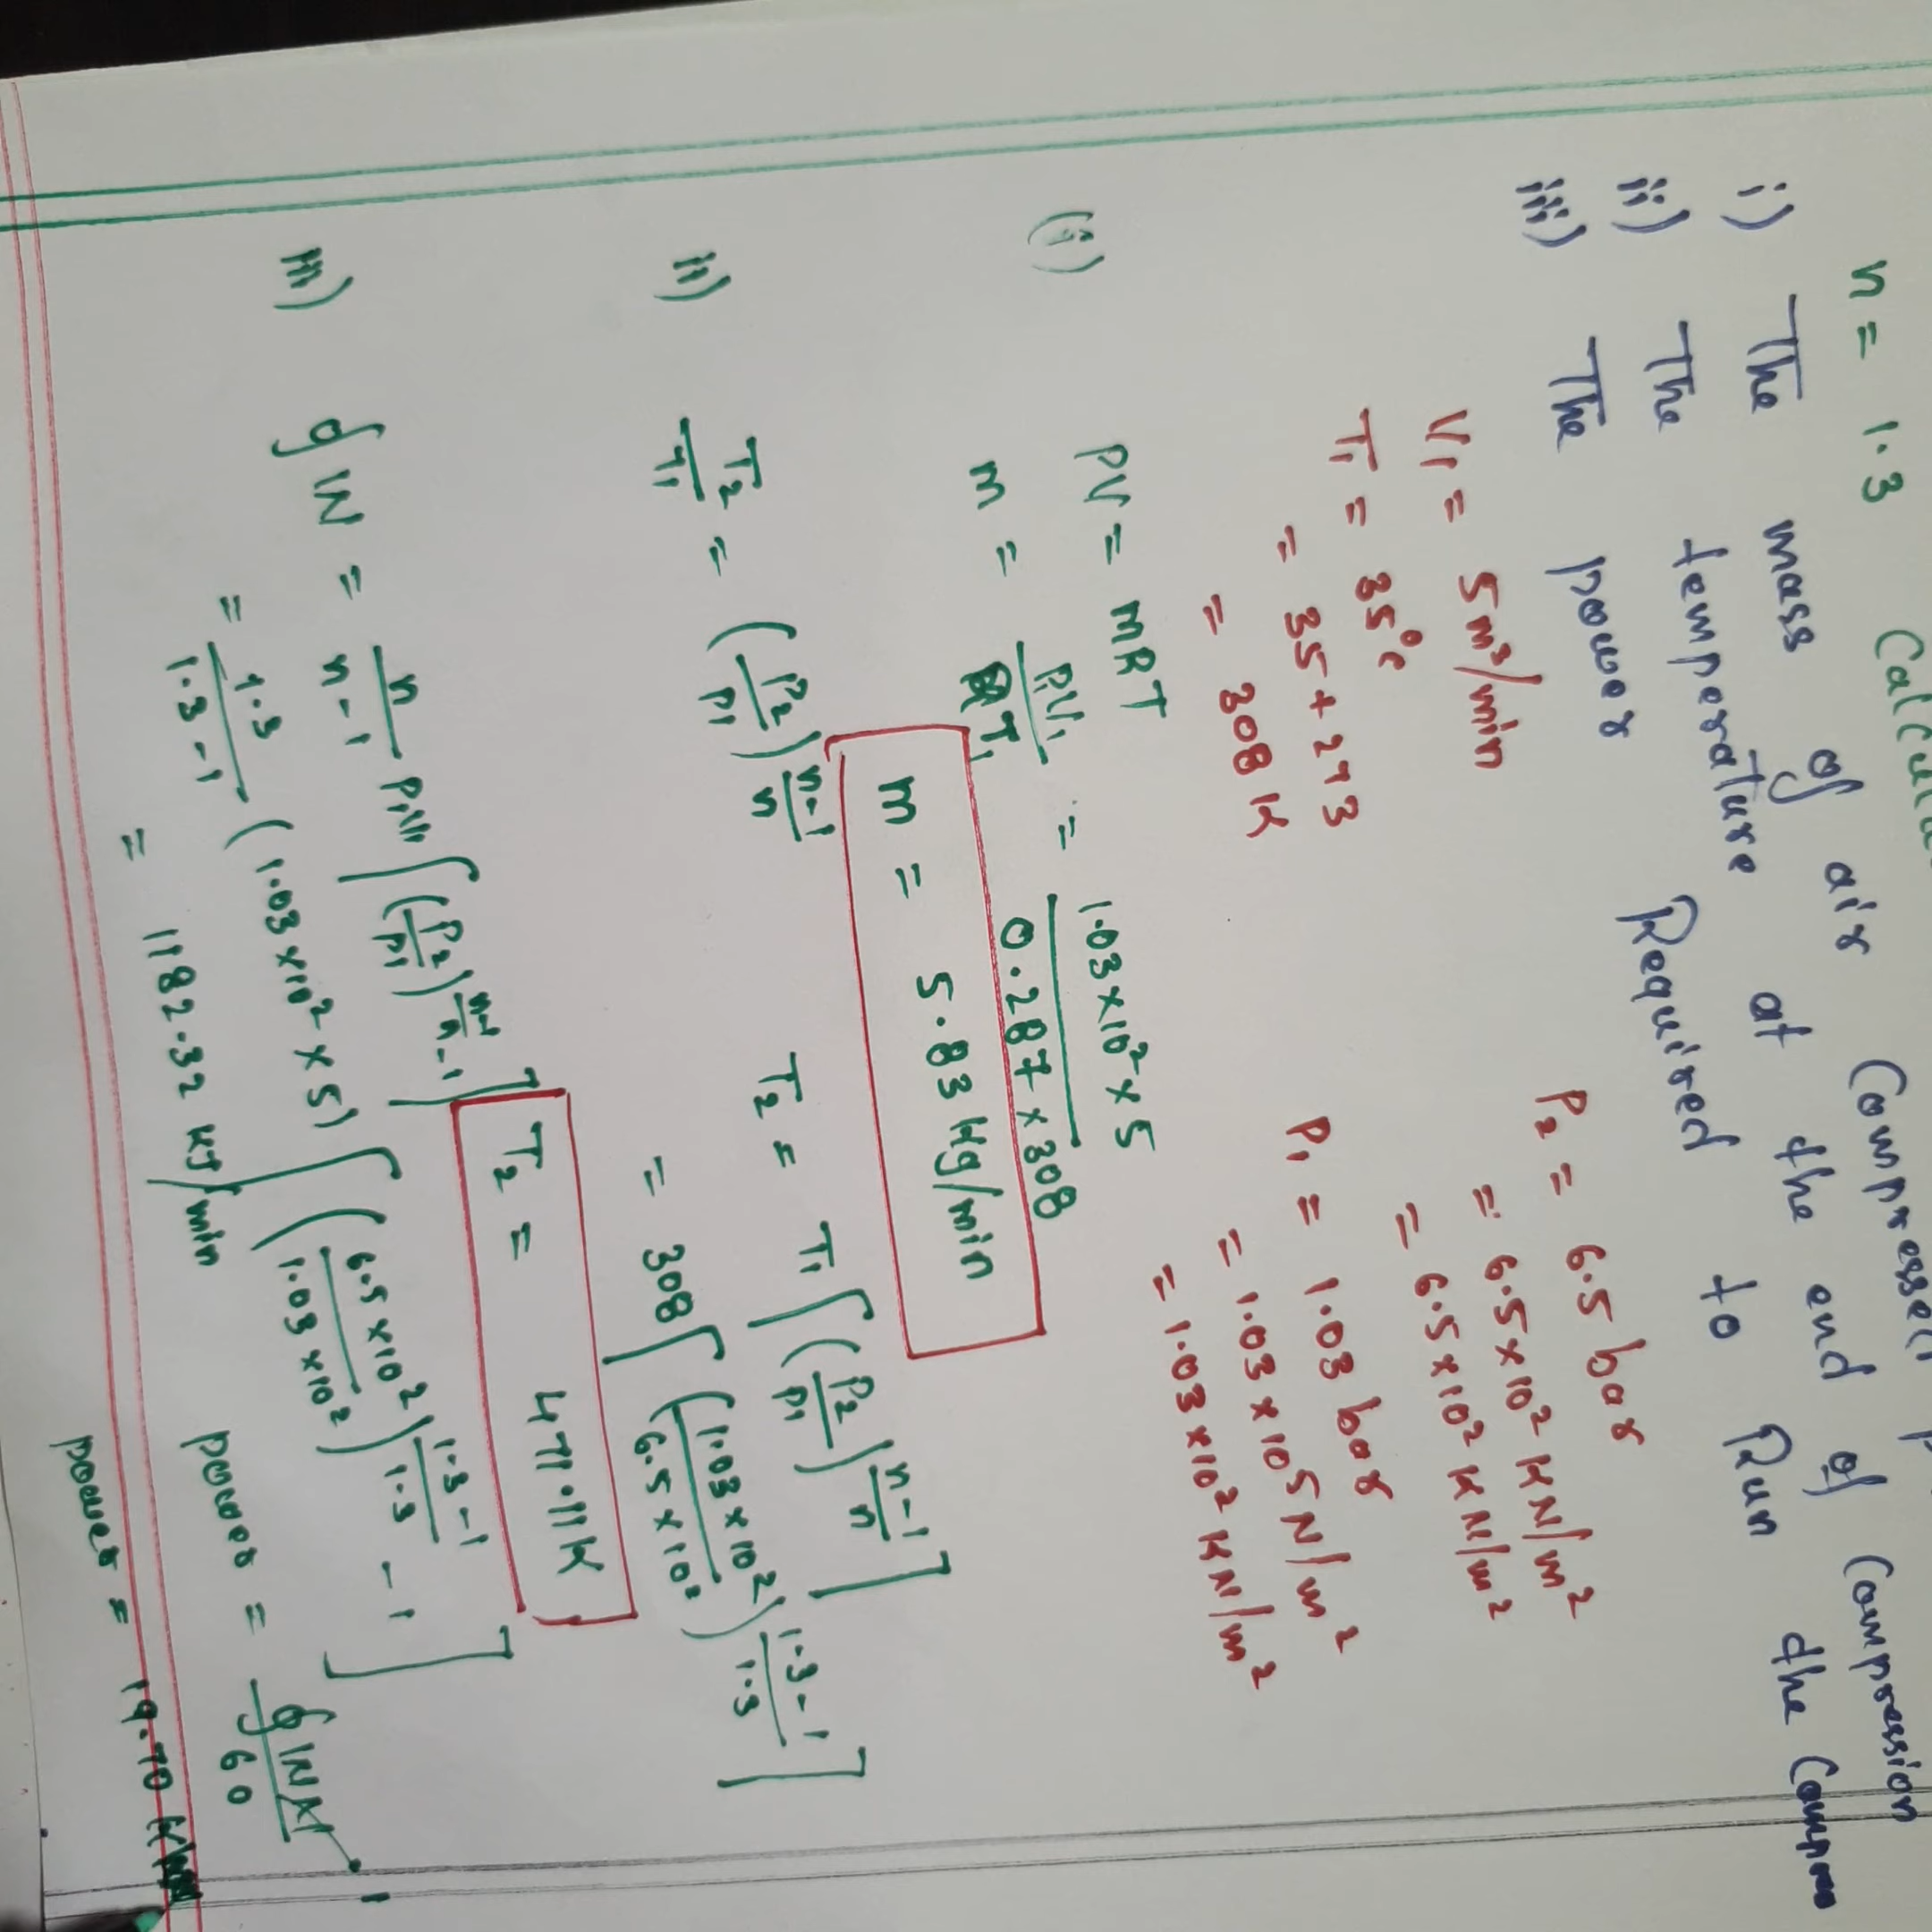 n = 1.3 Calcula
i) The mass of air Compressed
ii) The temperature at the end of Compression
iii) The power Required to Run the Compre
V₁ = 5 m³/min
T₁ = 35°c
= 35 + 273
= 308 K
P₂ = 6.5 bar
= 6.5 × 10² KN/m²
= 6.5 × 10² KN/m²
P₁ = 1.03 bar
= 1.03 × 10⁵ N/m²
= 1.03 × 10² KN/m²
(i) PV = mRT
m = P₁V₁/RT₁ = 1.03×10²×5/0.287×308
m = 5.83 Kg/min
ii) T₂/T₁ = (P₂/P₁)^(n-1/n)
T₂ = T₁ [(P₂/P₁)^(n-1/n)]
= 308 [(1.03×10²/6.5×10²)^(1.3-1/1.3)]
T₂ = 471.11K
iii) ∮W = n/n-1 P₁V₁ [(P₂/P₁)^(n-1/n) -1]
= 1.3/1.3-1 (1.03×10² × 5) [(6.5×10²/1.03×10²)^(1.3-1/1.3) - 1]
= 1182.32 KJ/min
power = ∮W/60
power = 19.70